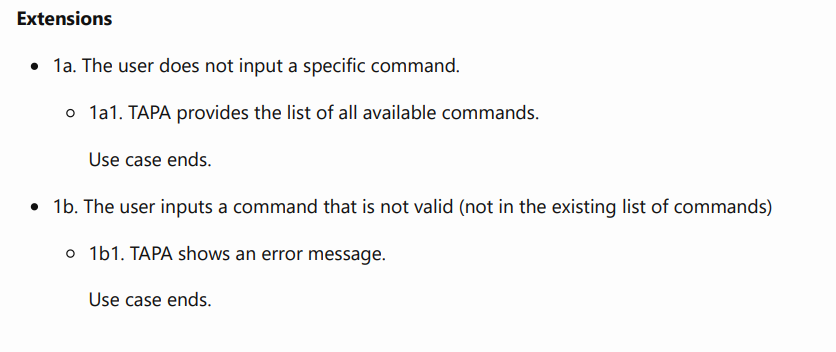 Extensions
1a. The user does not input a specific command.
1a1. TAPA provides the list of all available commands.
Use case ends.
1b. The user inputs a command that is not valid (not in the existing list of commands)
1b1. TAPA shows an error message.
Use case ends.